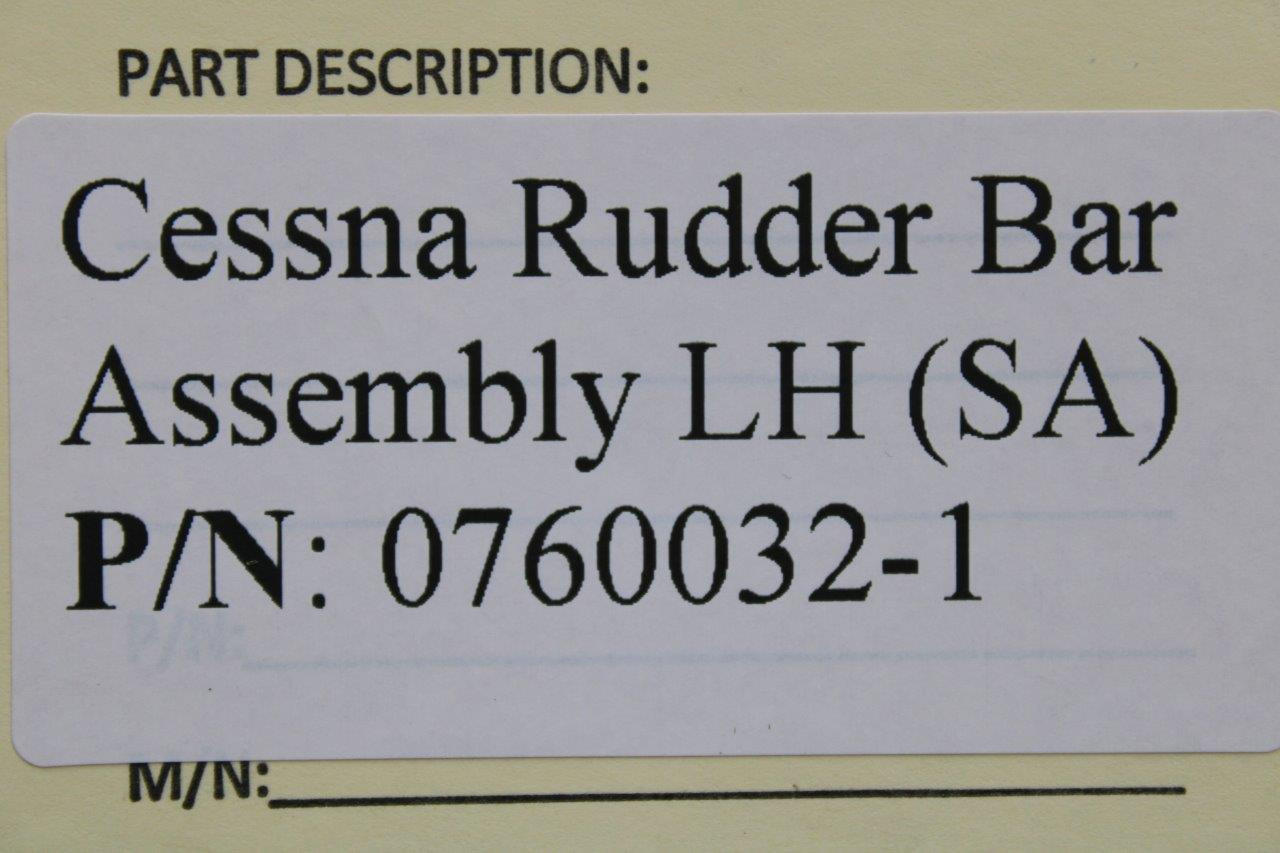 PART DESCRIPTION:
Cessna Rudder Bar
Assembly LH (SA)
P/N: 0760032-1
P/N:
M/N: